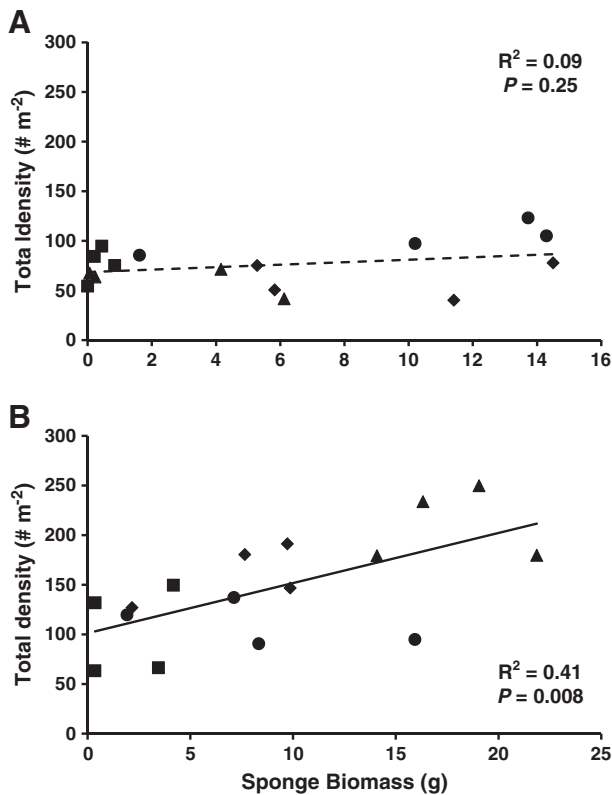 A
300
250
200
150
100
50
0
Tota ldensity (# m-2)
R2 = 0.09
P = 0.25
0 2 4 6 8 10 12 14 16
B
300
250
200
150
100
50
0
Total density (# m-2)
R2 = 0.41
P = 0.008
0 5 10 15 20 25
Sponge Biomass (g)